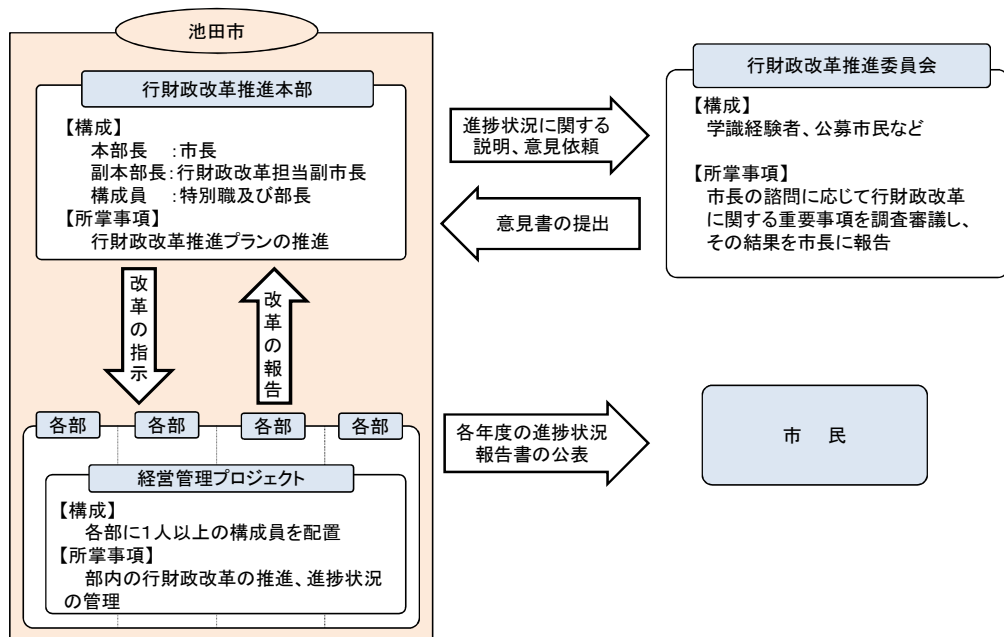 池田市
行財政改革推進本部
【構成】
本部長　：市長
副本部長：行財政改革担当副市長
構成員　：特別職及び部長
【所掌事項】
行財政改革推進プランの推進
進捗状況に関する
説明、意見依頼
意見書の提出
行財政改革推進委員会
【構成】
学識経験者、公募市民など
【所掌事項】
市長の諮問に応じて行財政改革
に関する重要事項を調査審議し、
その結果を市長に報告
改革の指示
改革の報告
各部
各部
各部
各部
経営管理プロジェクト
【構成】
各部に１人以上の構成員を配置
【所掌事項】
部内の行財政改革の推進、進捗状況
の管理
各年度の進捗状況
報告書の公表
市　民